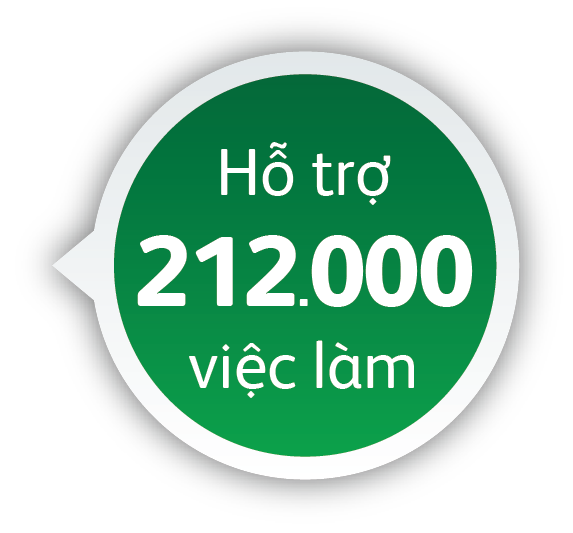 Hỗ trợ
212.000
việc làm